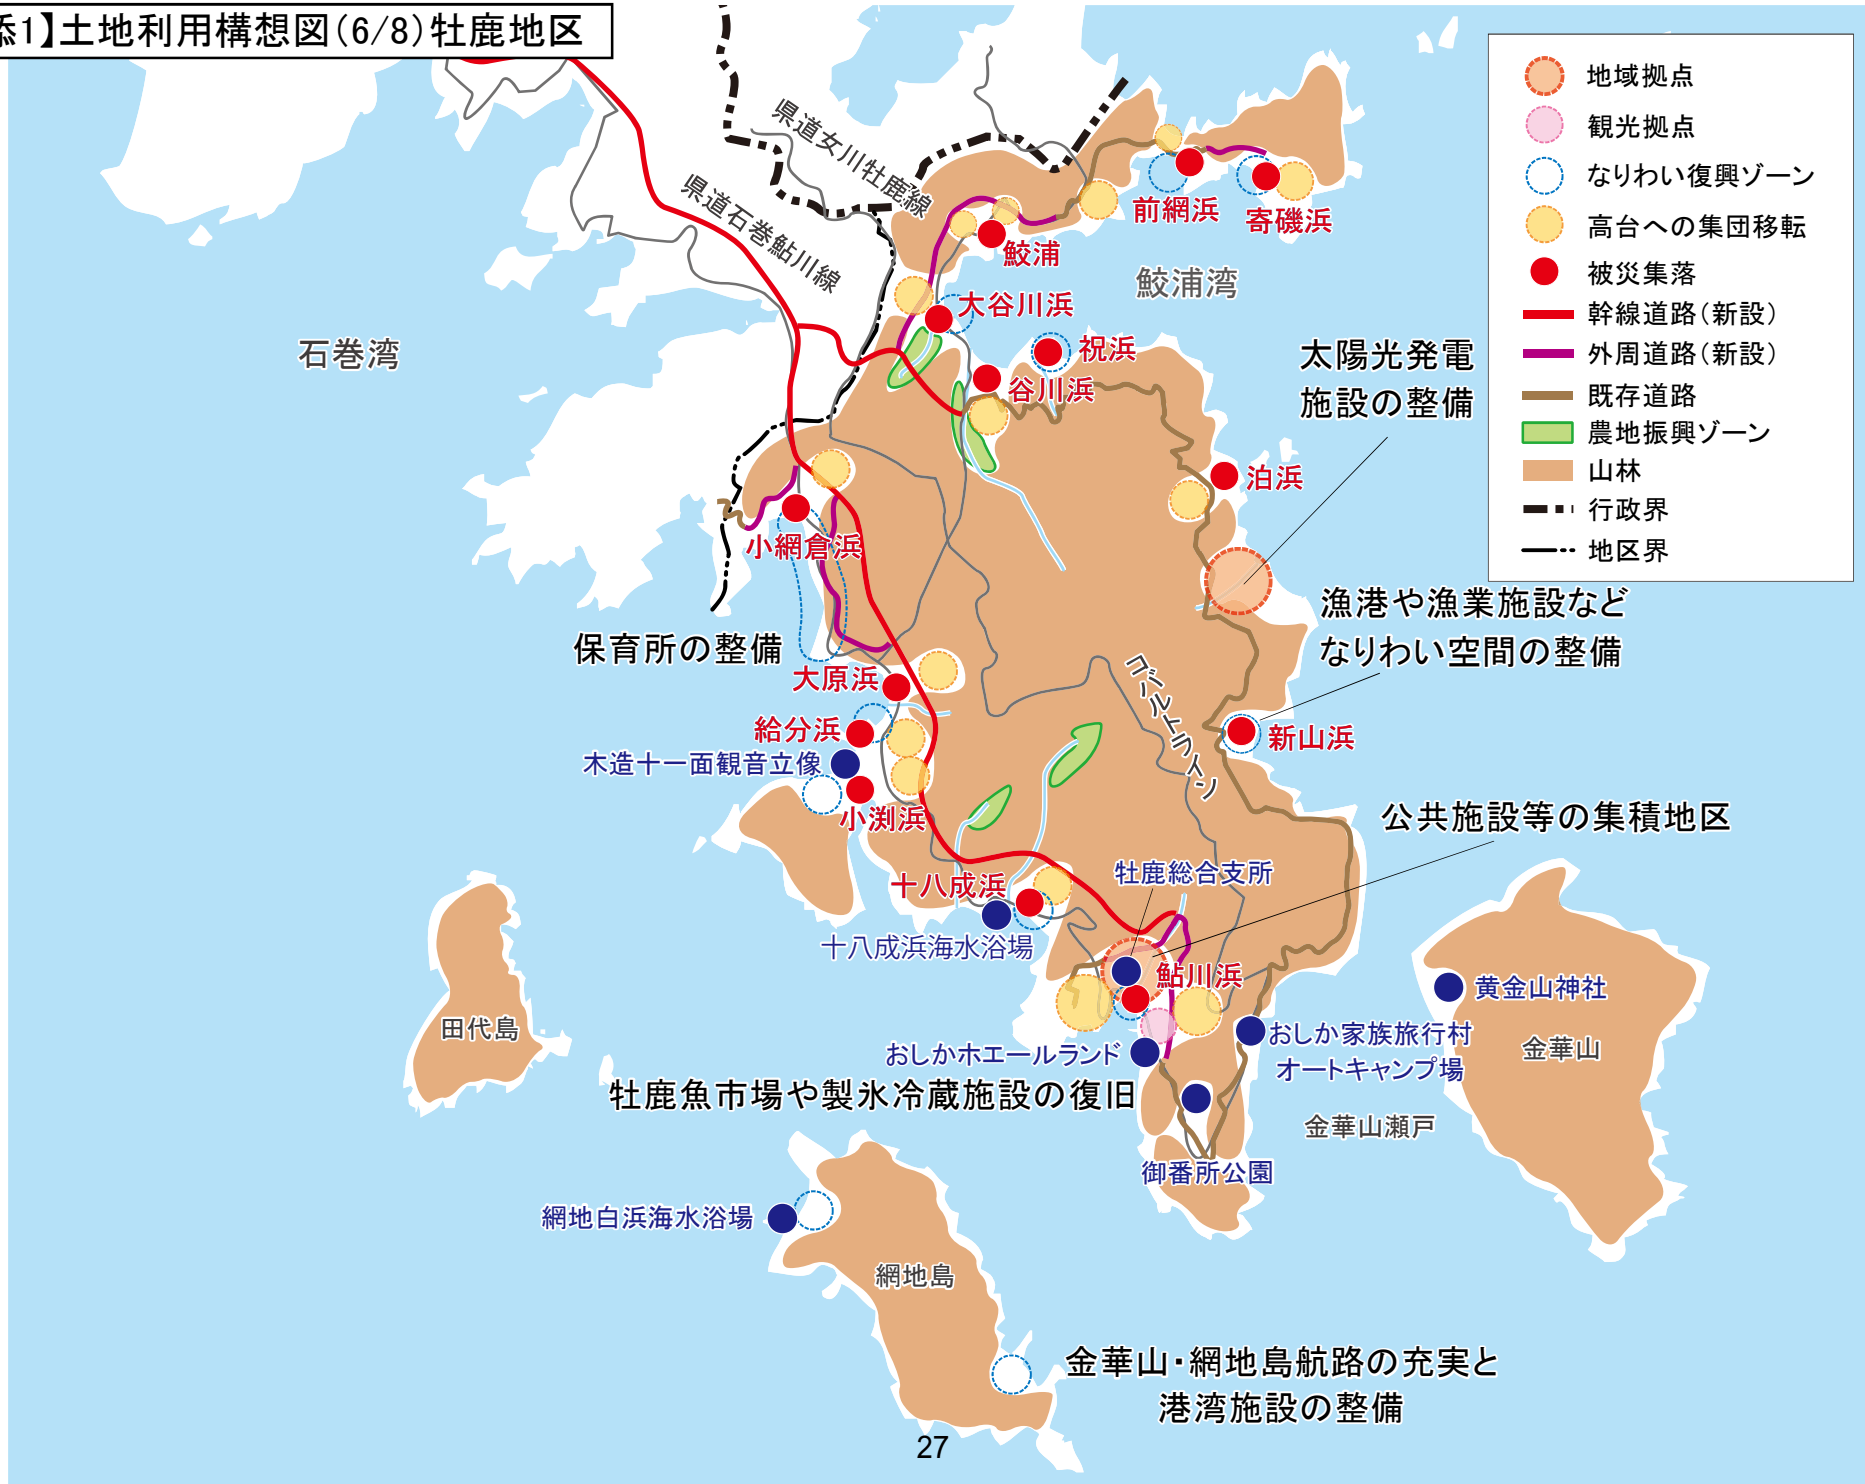 添1】土地利用構想図(6/8)牡鹿地区
地域拠点
観光拠点
なりわい復興ゾーン
高台への集団移転
被災集落
幹線道路(新設)
外周道路(新設)
既存道路
農地振興ゾーン
山林
行政界
地区界
県道女川牡鹿線
県道石巻鮎川線
前網浜
寄磯浜
鮫浦
鮫浦湾
大谷川浜
石巻湾
祝浜
谷川浜
太陽光発電
施設の整備
泊浜
小網倉浜
漁港や漁業施設など
なりわい空間の整備
保育所の整備
大原浜
コバルトライン
給分浜
新山浜
木造十一面観音立像
小渕浜
公共施設等の集積地区
牡鹿総合支所
十八成浜
十八成浜海水浴場
鮎川浜
黄金山神社
田代島
おしか家族旅行村
オートキャンプ場
金華山
おしかホエールランド
牡鹿魚市場や製氷冷蔵施設の復旧
金華山瀬戸
御番所公園
網地白浜海水浴場
網地島
金華山・網地島航路の充実と
港湾施設の整備
27